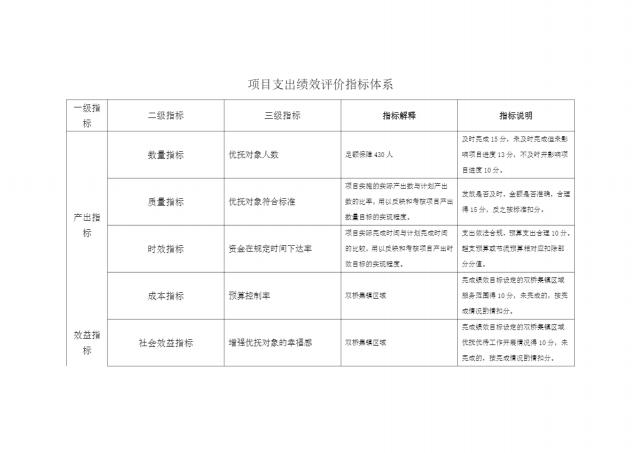 项目支出绩效评价指标体系
一级指
标
二级指标
三级指标
指标解释
指标说明
产出指
标
数量指标
优抚对象人数
足额保障430人
及时完成15分，未及时完成但未影
响项目进度13分，不及时并影响项
目进度10分。
质量指标
优抚对象符合标准
项目实施的实际产出数与计划产出
数的比率，用以反映和考核项目产出
数量目标的实现程度。
发放是否及时、金额是否准确、合理
得15分，反之按标准扣分。
时效指标
资金在规定时间下达率
项目实际完成时间与计划完成时间
的比较，用以反映和考核项目产出时
效目标的实现程度。
支出依法合规，预算支出合理10分。
超支预算或节流预算相对应扣除部
分分值。
成本指标
预算控制率
双桥集镇区域
完成绩效目标设定的双桥集镇区域
服务范围得10分，未完成的，按完
成情况酌情扣分。
效益指
标
社会效益指标
增强优抚对象的幸福感
双桥集镇区域
完成绩效目标设定的双桥集镇区域
优抚优待工作开展情况得10分，未
完成的，按完成情况酌情扣分。